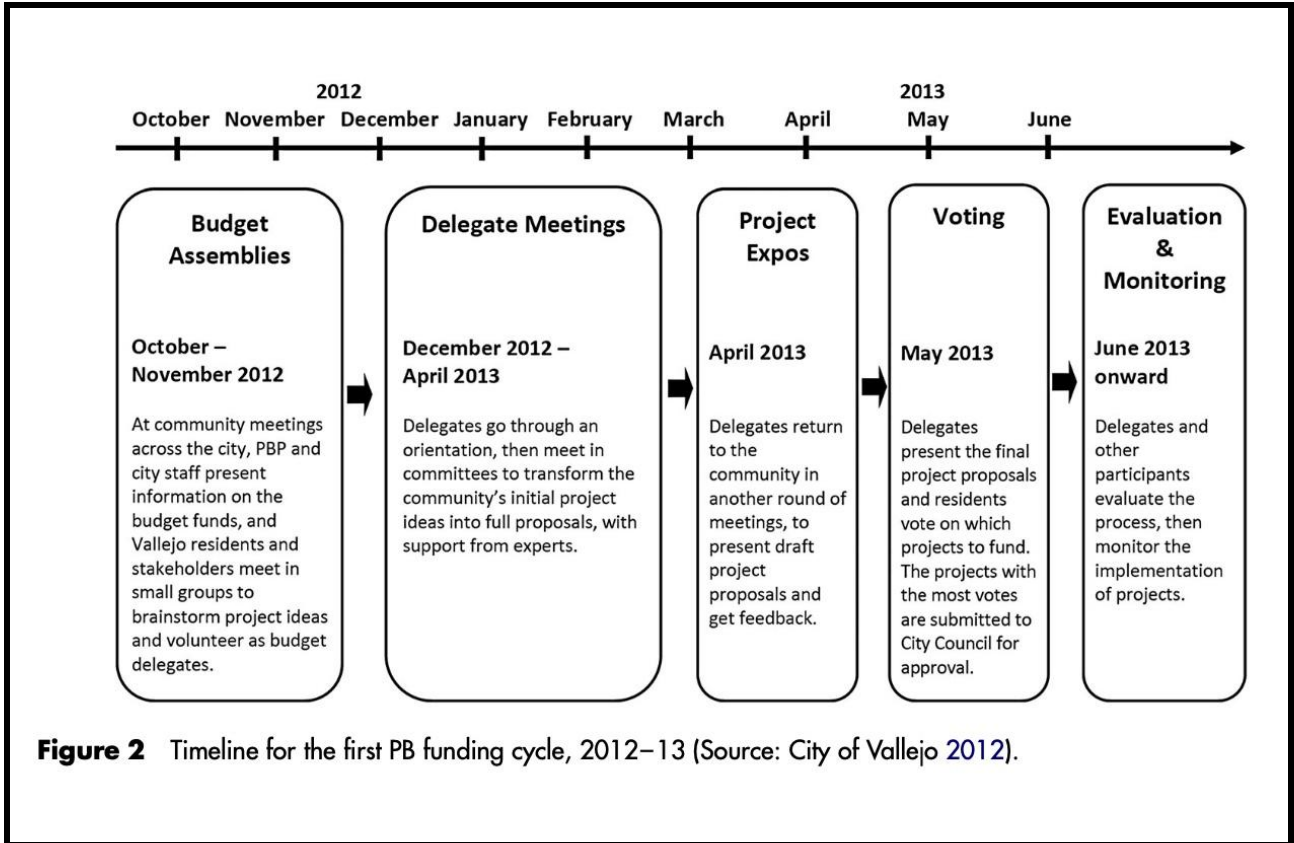 2012
2013
October November December January February March April May June
Budget
Assemblies
October –
November 2012
At community meetings
across the city, PBP and
city staff present
information on the
budget funds, and
Vallejo residents and
stakeholders meet in
small groups to
brainstorm project ideas
and volunteer as budget
delegates.
Delegate Meetings
December 2012 –
April 2013
Delegates go through an
orientation, then meet in
committees to transform the
community’s initial project
ideas into full proposals, with
support from experts.
Project
Expos
April 2013
Delegates return
to the
community in
another round of
meetings, to
present draft
project
proposals and
get feedback.
Voting
May 2013
Delegates
present the final
project proposals
and residents
vote on which
projects to fund.
The projects with
the most votes
are submitted to
City Council for
approval.
Evaluation
&
Monitoring
June 2013
onward
Delegates and
other
participants
evaluate the
process, then
monitor the
implementation
of projects.
Figure 2 Timeline for the first PB funding cycle, 2012–13 (Source: City of Vallejo 2012).